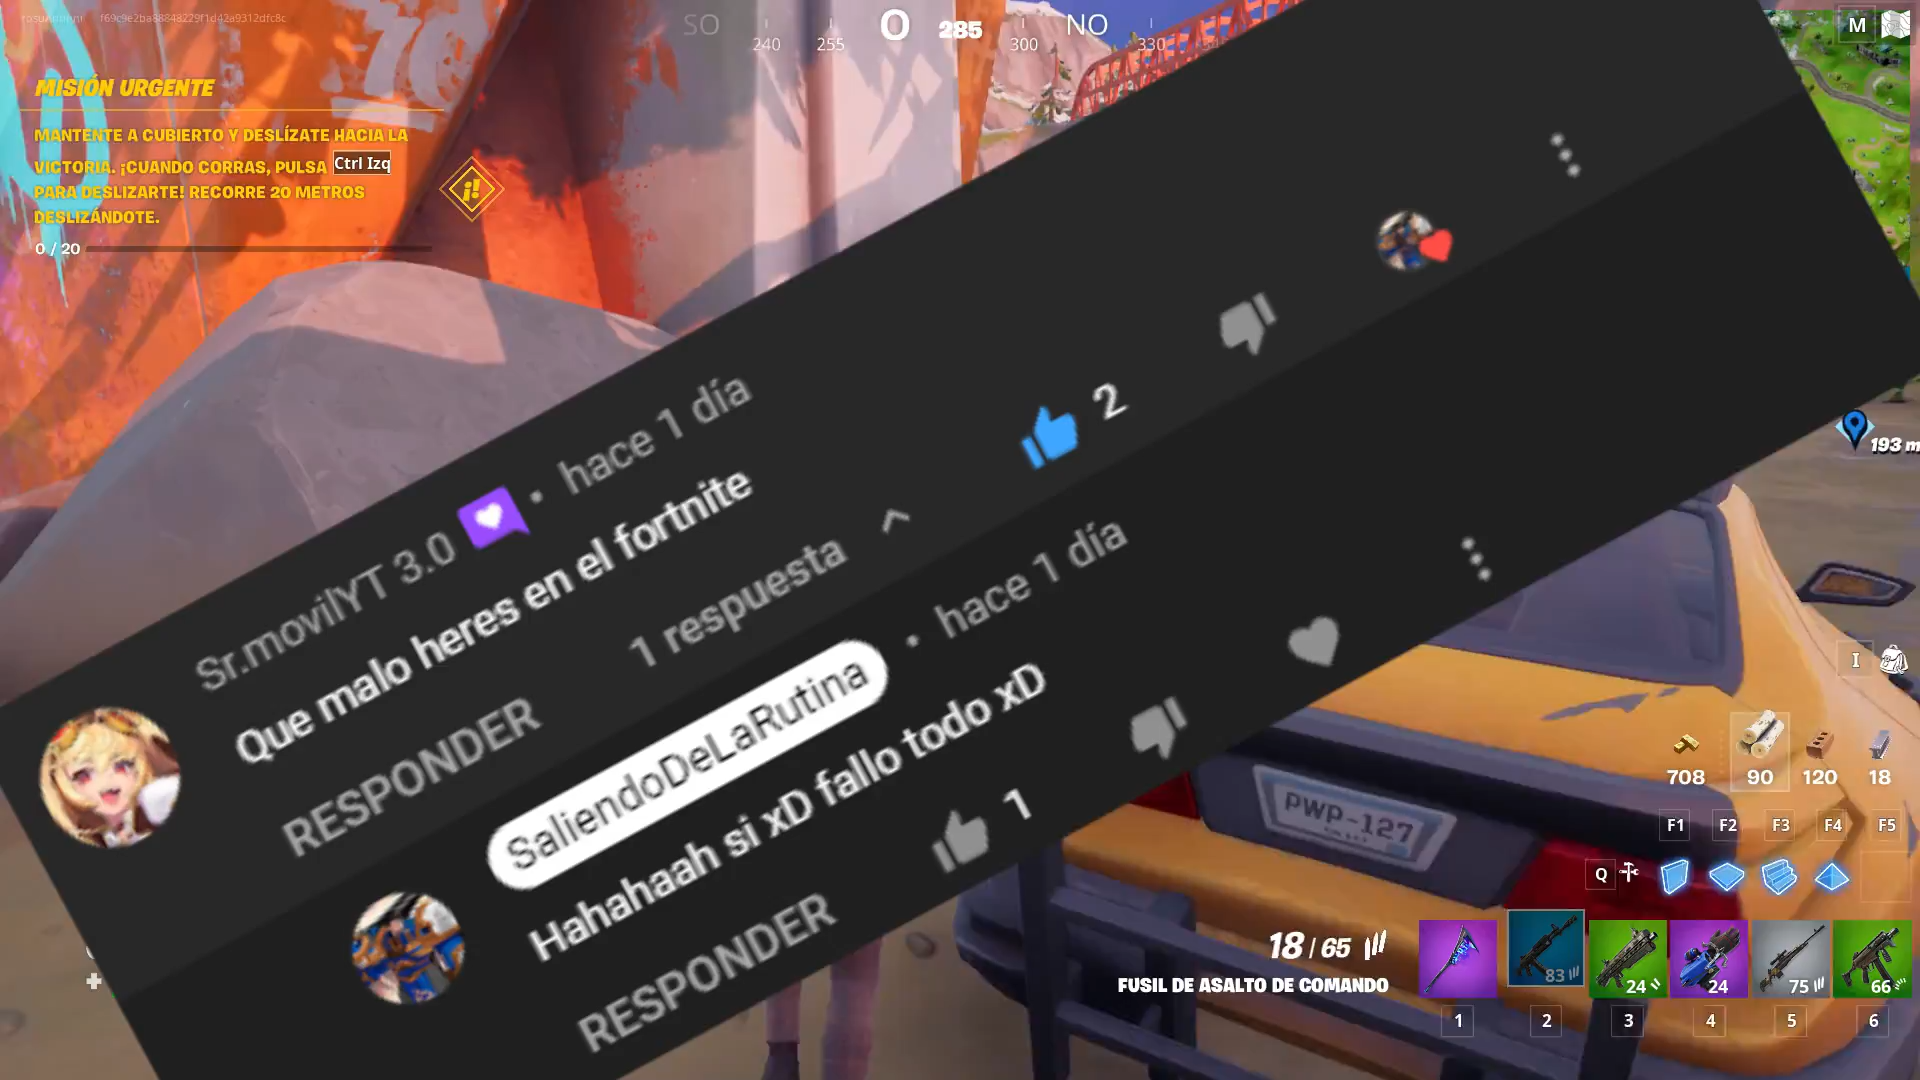 f69c9e2ba88848229f1d42a9312dfc8c
SO 240 255 O 285 300 NO 330
M
MISIÓN URGENTE
MANTENTE A CUBIERTO Y DESLÍZATE HACIA LA
VICTORIA. ¡CUANDO CORRAS, PULSA Ctrl Izq
PARA DESLIZARTE! RECORRE 20 METROS
DESLIZÁNDOTE.
0 / 20
Sr.movilYT 3.0 • hace 1 día
Que malo heres en el fortnite
RESPONDER 1 respuesta 2
SaliendoDeLaRutina • hace 1 día
Hahahaah si xD fallo todo xD
RESPONDER 1
193 m
I
708 90 120 18
F1 F2 F3 F4 F5
Q
PWP-127
18 / 65
FUSIL DE ASALTO DE COMANDO
83 24 24 75 66
1 2 3 4 5 6